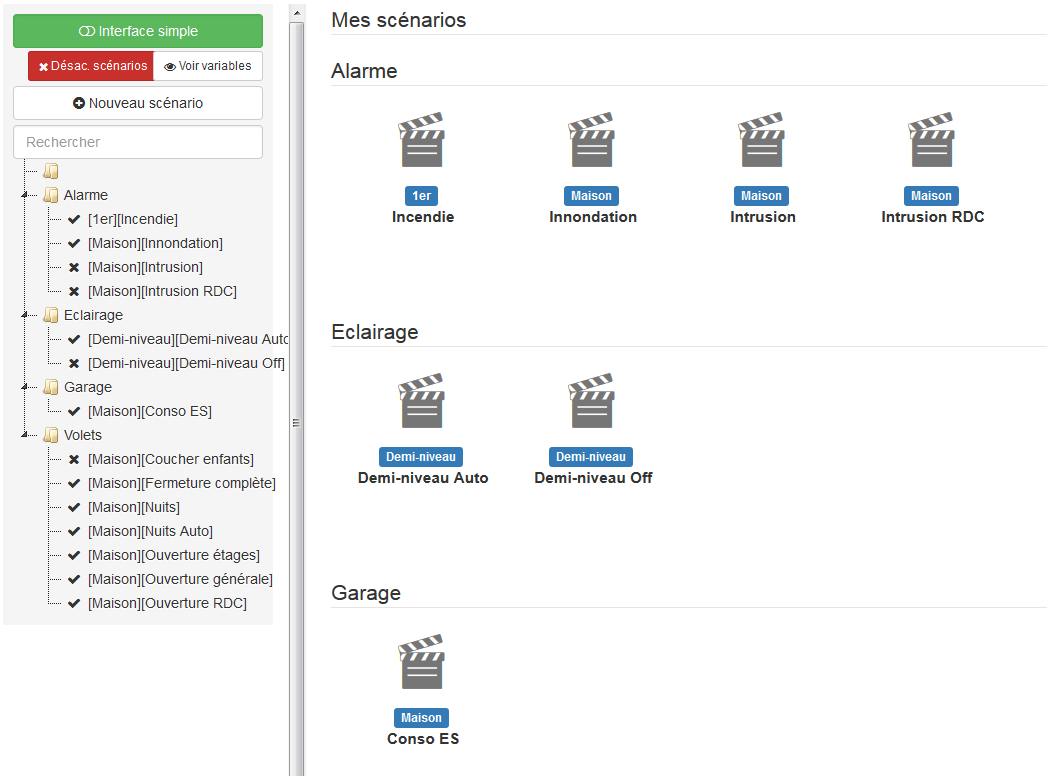 Interface simple
Désac. scénarios
Voir variables
Nouveau scénario
Rechercher
Alarme
[1er][Incendie]
[Maison][Innondation]
[Maison][Intrusion]
[Maison][Intrusion RDC]
Eclairage
[Demi-niveau][Demi-niveau Auto
[Demi-niveau][Demi-niveau Off]
Garage
[Maison][Conso ES]
Volets
[Maison][Coucher enfants]
[Maison][Fermeture complète]
[Maison][Nuits]
[Maison][Nuits Auto]
[Maison][Ouverture étages]
[Maison][Ouverture générale]
[Maison][Ouverture RDC]
Mes scénarios
Alarme
1er
Incendie
Maison
Innondation
Maison
Intrusion
Maison
Intrusion RDC
Eclairage
Demi-niveau
Demi-niveau Auto
Demi-niveau
Demi-niveau Off
Garage
Maison
Conso ES